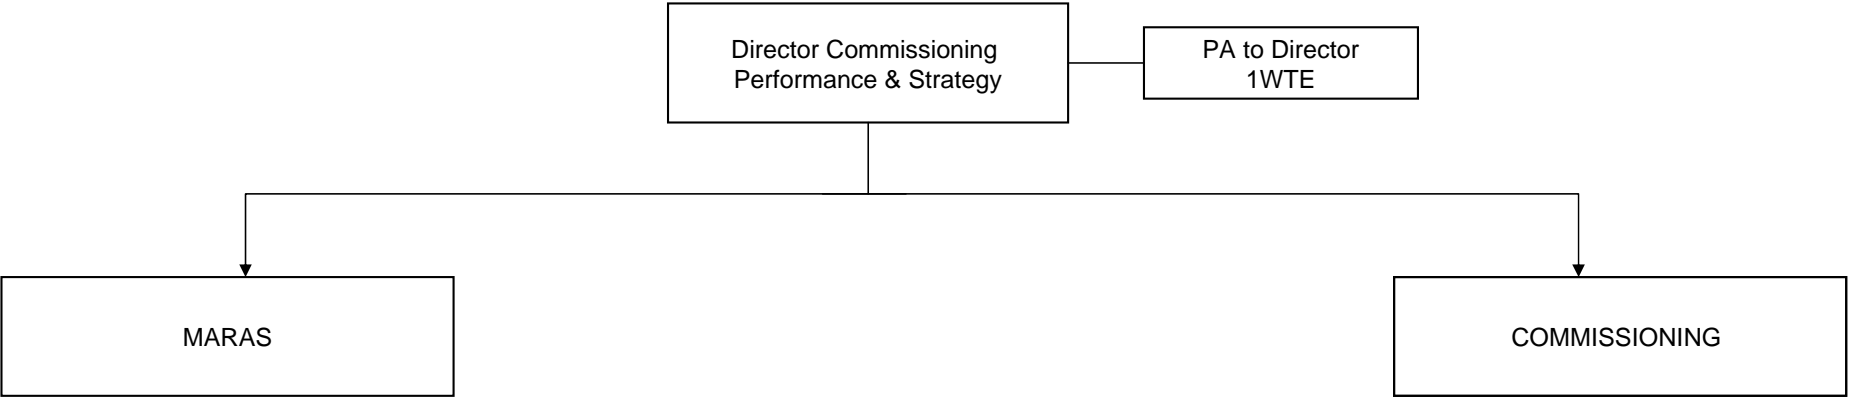 Director Commissioning
Performance & Strategy
PA to Director
1WTE
MARAS
COMMISSIONING